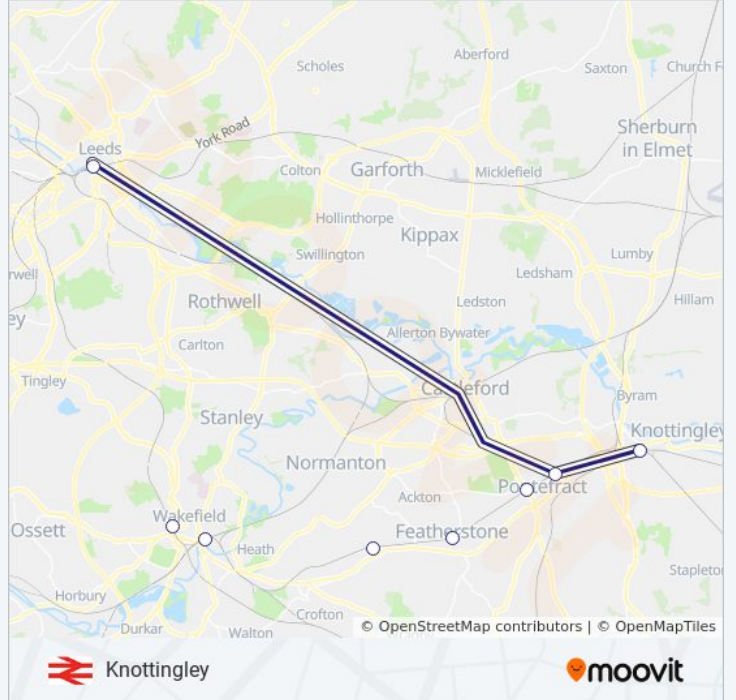 Aberford
Scholes
Saxton
Church F
York Road
Sherburn
in Elmet
Leeds
Colton
Garforth
Micklefield
Hollinthorpe
Kippax
Swillington
Lumby
rwell
Ledsham
Rothwell
Ledston
Hillam
ey
Allerton Bywater
Carlton
Tingley
Castleford
Byram
Stanley
Knottingley
Normanton
Pontefract
Ackton
Wakefield
Ossett
Featherstone
Heath
Stapleto
Horbury
Crofton
Durkar
Walton
© OpenStreetMap contributors | © OpenMapTiles
Knottingley
moovit